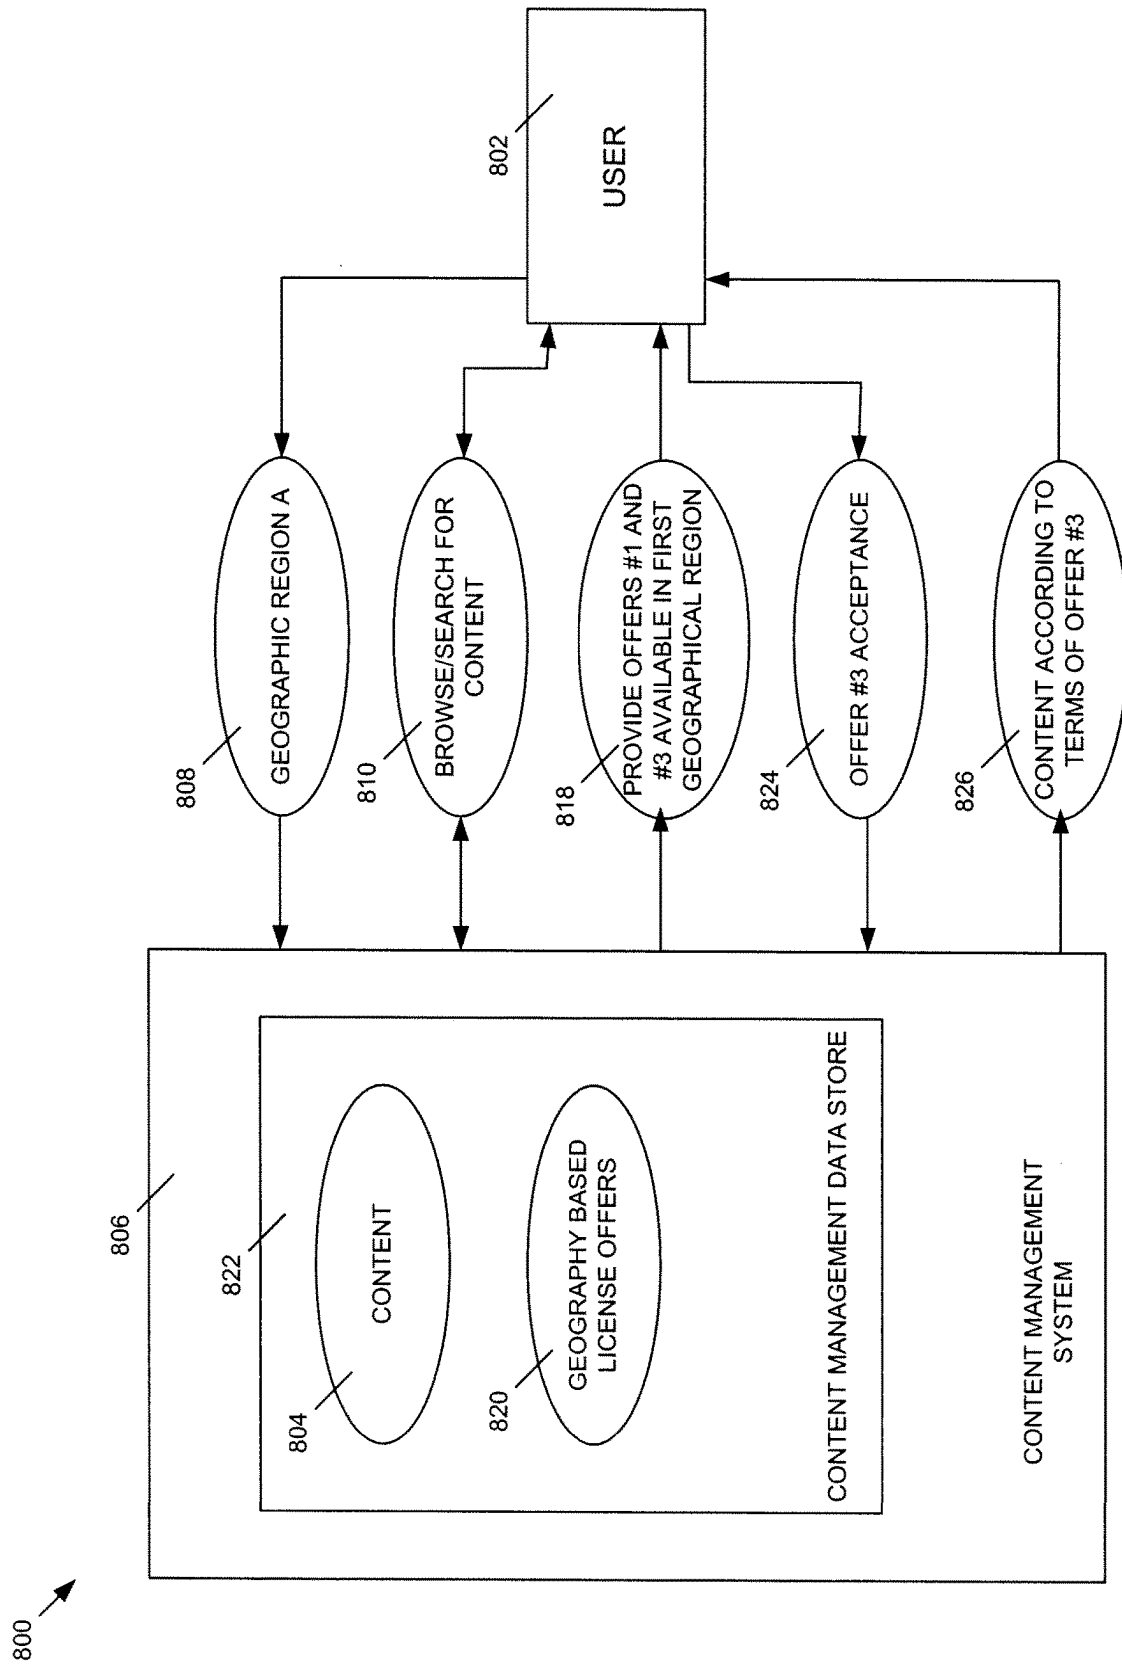 800
806
822
804
CONTENT
820
GEOGRAPHY BASED
LICENSE OFFERS
CONTENT MANAGEMENT DATA STORE
CONTENT MANAGEMENT
SYSTEM
808
GEOGRAPHIC REGION A
810
BROWSE/SEARCH FOR
CONTENT
818
PROVIDE OFFERS #1 AND
#3 AVAILABLE IN FIRST
GEOGRAPHICAL REGION
824
OFFER #3 ACCEPTANCE
826
CONTENT ACCORDING TO
TERMS OF OFFER #3
802
USER